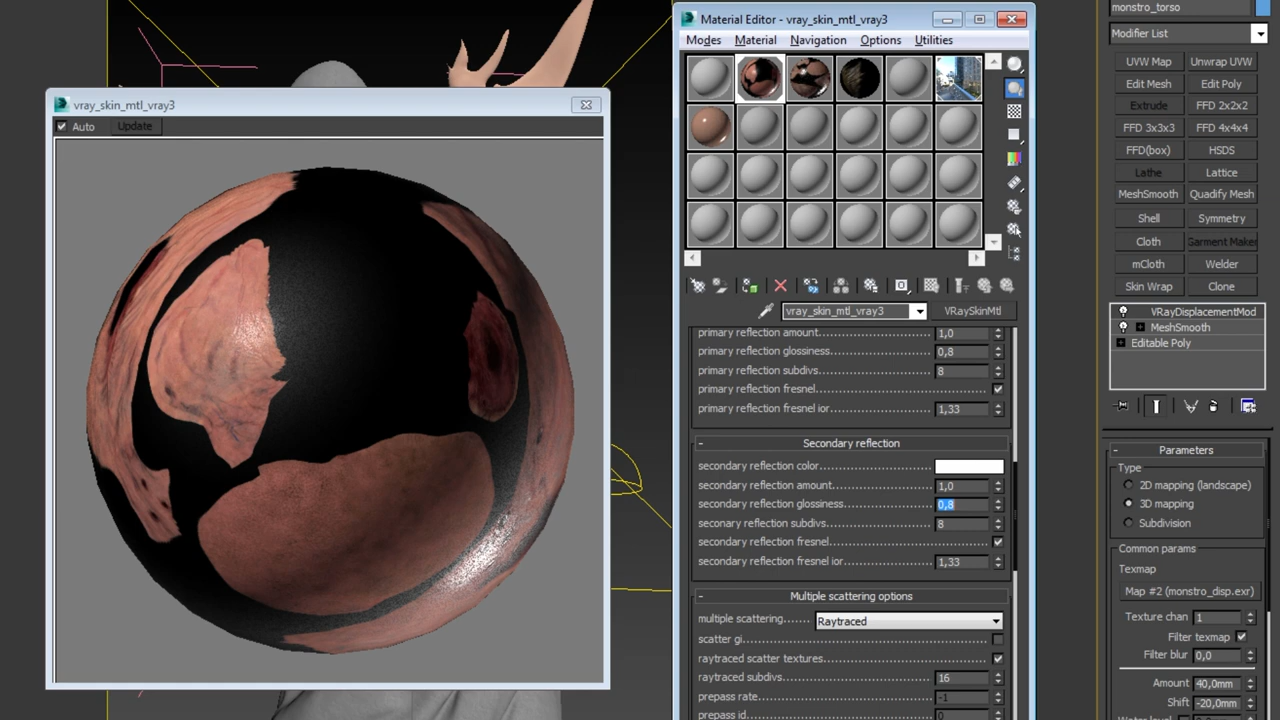 monstro_torso
Modifier List
UVW Map
Unwrap UVW
Edit Mesh
Edit Poly
Extrude
FFD 2x2x2
FFD 3x3x3
FFD 4x4x4
FFD(box)
HSDS
Lathe
Lattice
MeshSmooth
Quadify Mesh
Shell
Symmetry
Cloth
Garment Maker
mCloth
Welder
Skin Wrap
Clone
VRayDisplacementMod
MeshSmooth
Editable Poly
Parameters
Type
2D mapping (landscape)
3D mapping
Subdivision
Common params
Texmap
Map #2 (monstro_disp.exr)
Texture chan 1
Filter texmap
Filter blur 0,0
Amount 40,0mm
Shift -20,0mm
Material Editor - vray_skin_mtl_vray3
Modes Material Navigation Options Utilities
vray_skin_mtl_vray3 VRaySkinMtl
primary reflection amount 1,0
primary reflection glossiness 0,8
primary reflection subdivs 8
primary reflection fresnel
primary reflection fresnel ior 1,33
- Secondary reflection
secondary reflection color
secondary reflection amount 1,0
secondary reflection glossiness 0,8
seconary reflection subdivs 8
secondary reflection fresnel
secondary reflection fresnel ior 1,33
- Multiple scattering options
multiple scattering Raytraced
scatter gi
raytraced scatter textures
raytraced subdivs 16
prepass rate -1
prepass id 0
vray_skin_mtl_vray3
Auto Update